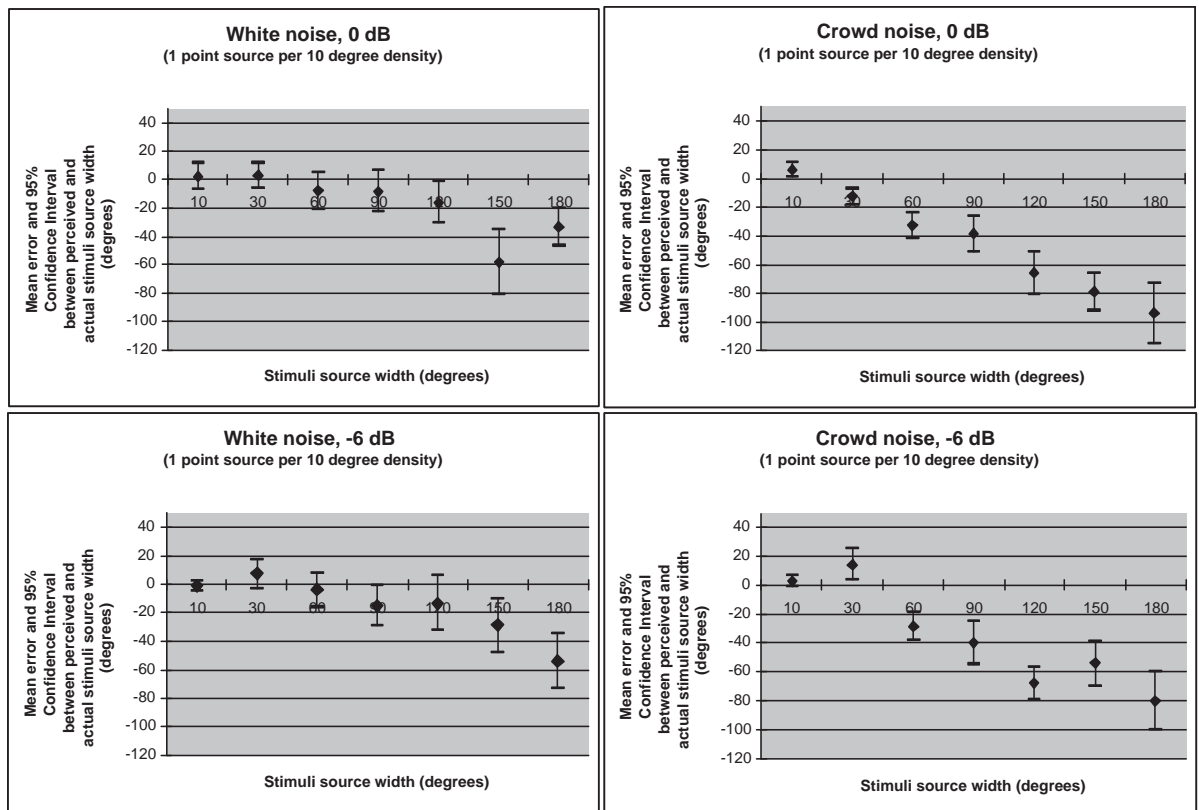 White noise, 0 dB
(1 point source per 10 degree density)
Mean error and 95%
Confidence Interval
between perceived and
actual stimuli source width
(degrees)
40
20
0
-20
-40
-60
-80
-100
-120
10 30 60 90 120 150 180
Stimuli source width (degrees)
Crowd noise, 0 dB
(1 point source per 10 degree density)
Mean error and 95%
Confidence Interval
between perceived and
actual stimuli source width
(degrees)
40
20
0
-20
-40
-60
-80
-100
-120
10 30 60 90 120 150 180
Stimuli source width (degrees)
White noise, -6 dB
(1 point source per 10 degree density)
Mean error and 95%
Confidence Interval
between perceived and
actual stimuli source width
(degrees)
40
20
0
-20
-40
-60
-80
-100
-120
10 30 60 90 120 150 180
Stimuli source width (degrees)
Crowd noise, -6 dB
(1 point source per 10 degree density)
Mean error and 95%
Confidence Interval
between perceived and
actual stimuli source width
(degrees)
40
20
0
-20
-40
-60
-80
-100
-120
10 30 60 90 120 150 180
Stimuli source width (degrees)